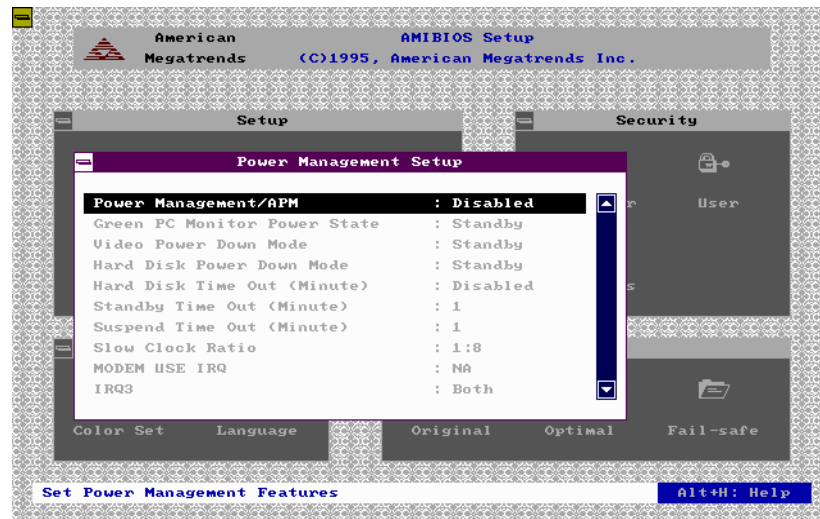 American Megatrends
AMIBIOS Setup
(C)1995, American Megatrends Inc.
Setup
Security
Power Management Setup
Power Management/APM : Disabled
Green PC Monitor Power State : Standby
Video Power Down Mode : Standby
Hard Disk Power Down Mode : Standby
Hard Disk Time Out (Minute) : Disabled
Standby Time Out (Minute) : 1
Suspend Time Out (Minute) : 1
Slow Clock Ratio : 1:8
MODEM USE IRQ : NA
IRQ3 : Both
User
Color Set Language
Original Optimal Fail-safe
Set Power Management Features
Alt+H: Help